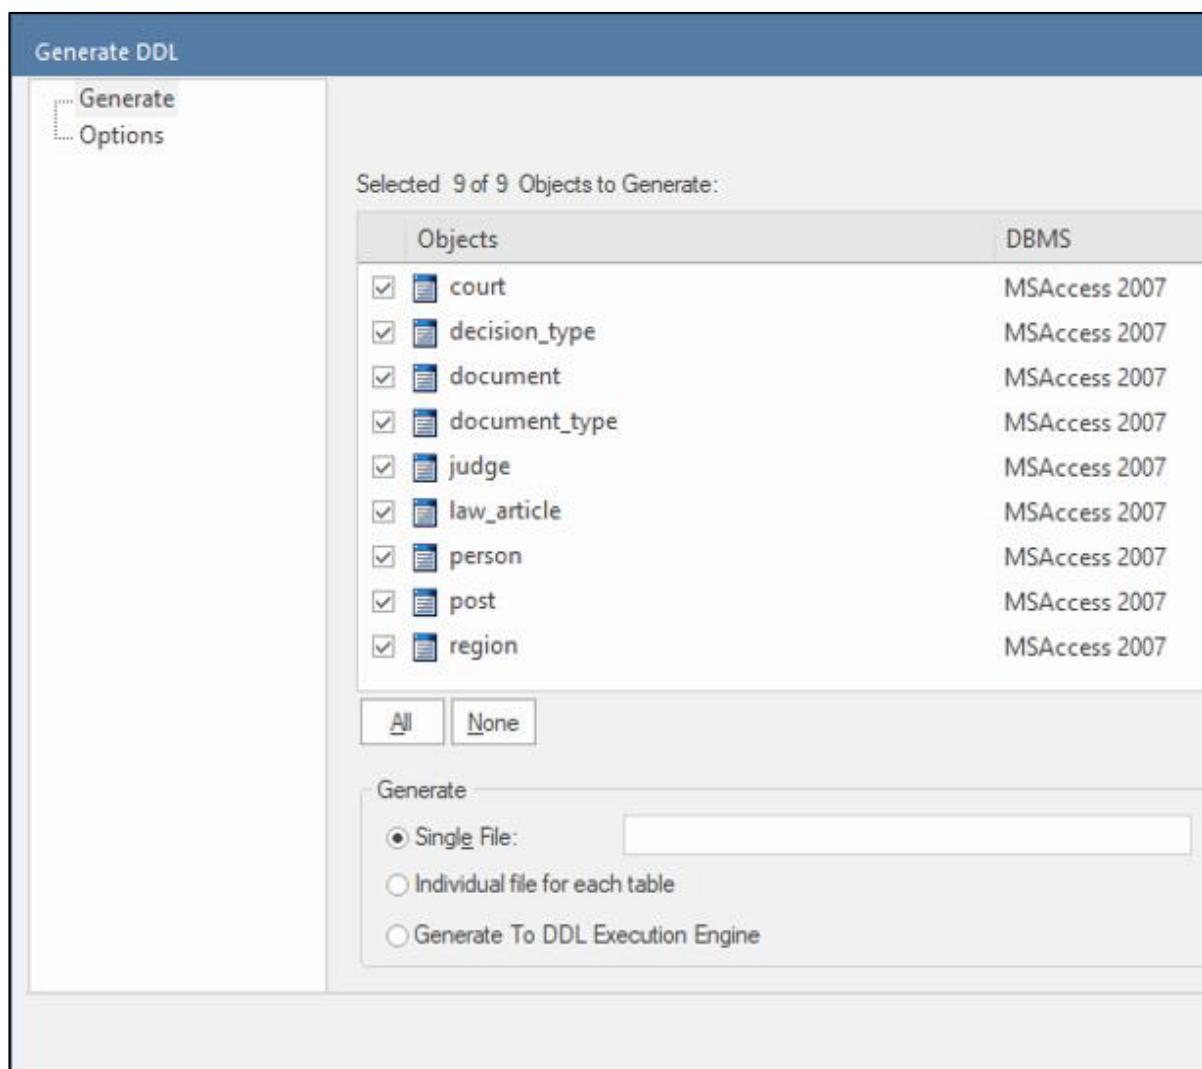 Generate DDL
Generate
Options
Selected 9 of 9 Objects to Generate:
Objects DBMS
court MSAccess 2007
decision_type MSAccess 2007
document MSAccess 2007
document_type MSAccess 2007
judge MSAccess 2007
law_article MSAccess 2007
person MSAccess 2007
post MSAccess 2007
region MSAccess 2007
All None
Generate
Single File:
Individual file for each table
Generate To DDL Execution Engine